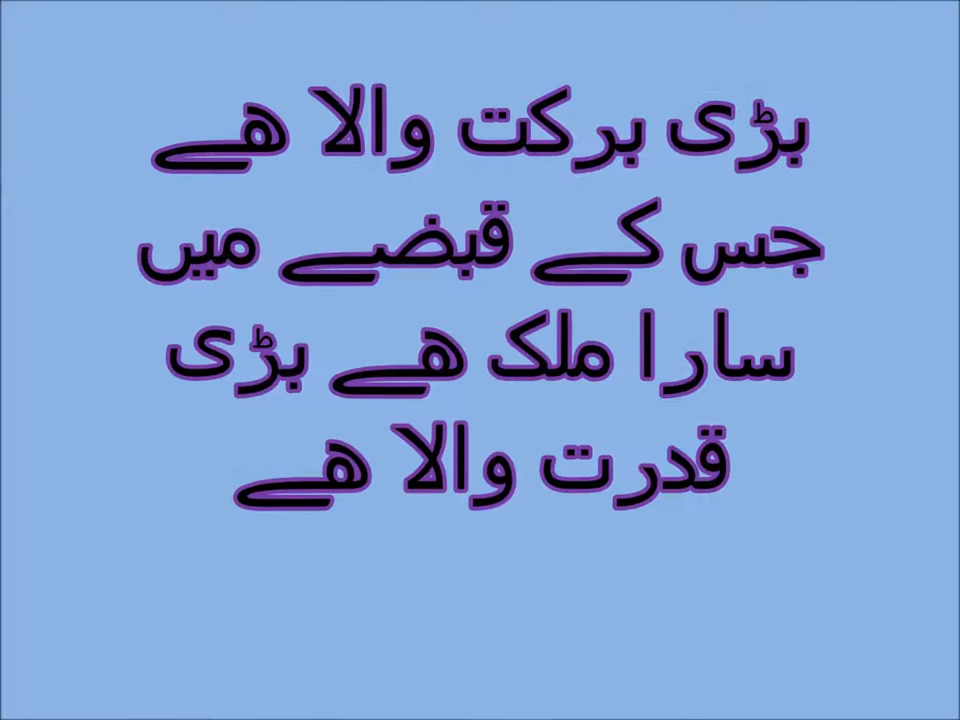 بڑی برکت والا ھے
جس کے قبضے میں
سارا ملک ھے بڑی
قدرت والا ھے